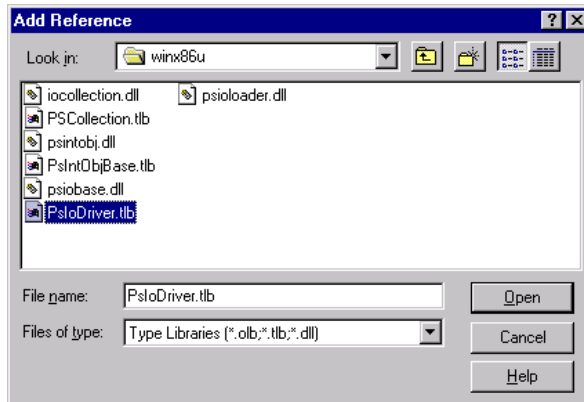 Add Reference
Look in: winx86u
iocollection.dll psioloader.dll
PSCollection.tlb
psintobj.dll
PsIntObjBase.tlb
psiobase.dll
PsIoDriver.tlb
File name: PsIoDriver.tlb Open
Files of type: Type Libraries (*.olb;*.tlb;*.dll) Cancel
Help